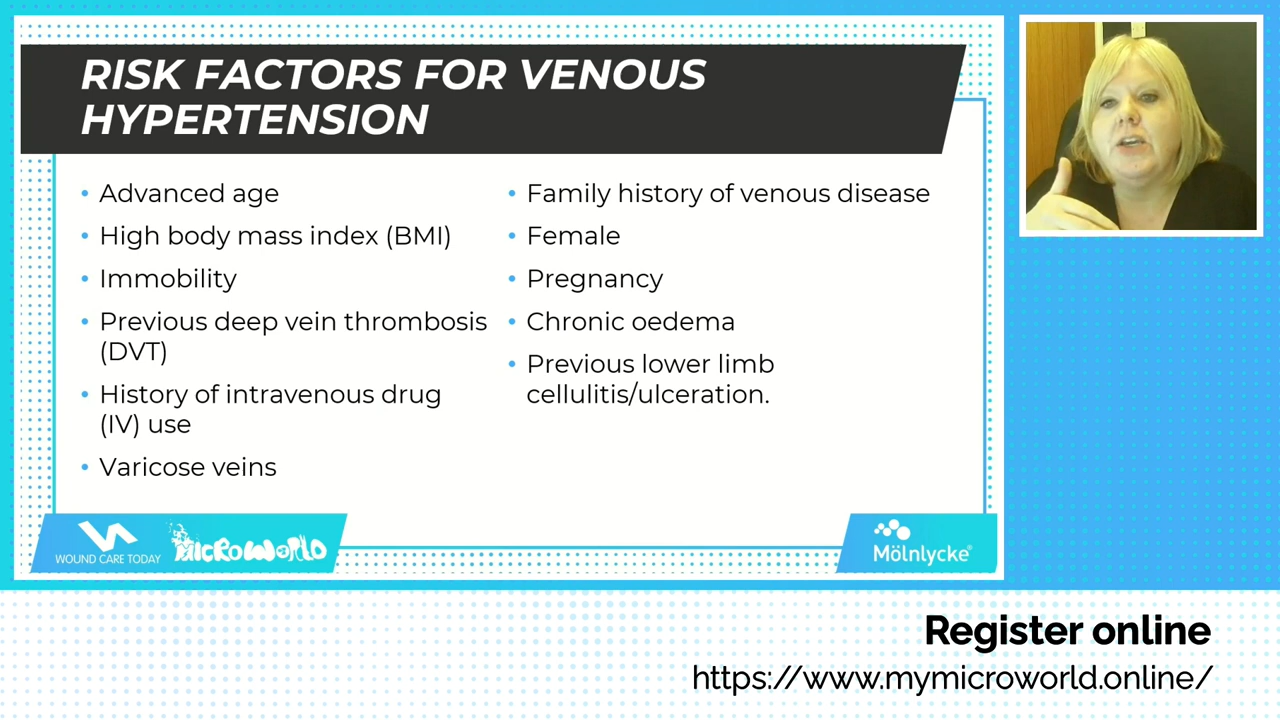 RISK FACTORS FOR VENOUS
HYPERTENSION
• Advanced age
• High body mass index (BMI)
• Immobility
• Previous deep vein thrombosis
(DVT)
• History of intravenous drug
(IV) use
• Varicose veins
• Family history of venous disease
• Female
• Pregnancy
• Chronic oedema
• Previous lower limb
cellulitis/ulceration.
WOUND CARE TODAY
MICROWORLD
Mölnlycke®
Register online
https://www.mymicroworld.online/